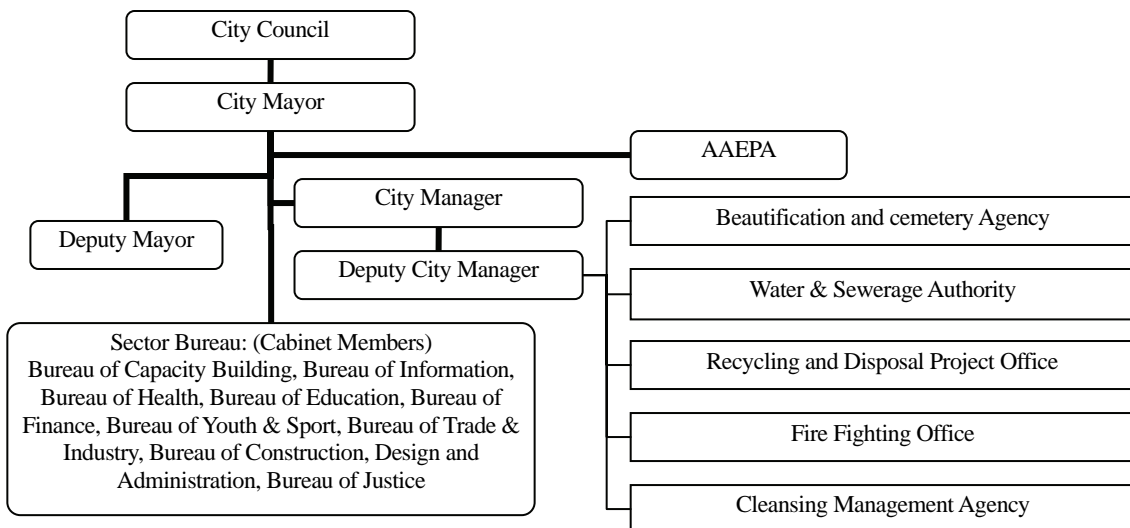 City Council
City Mayor
AAEPA
City Manager
Deputy Mayor
Deputy City Manager
Beautification and cemetery Agency
Water & Sewerage Authority
Recycling and Disposal Project Office
Fire Fighting Office
Cleansing Management Agency
Sector Bureau: (Cabinet Members)
Bureau of Capacity Building, Bureau of Information,
Bureau of Health, Bureau of Education, Bureau of
Finance, Bureau of Youth & Sport, Bureau of Trade &
Industry, Bureau of Construction, Design and
Administration, Bureau of Justice